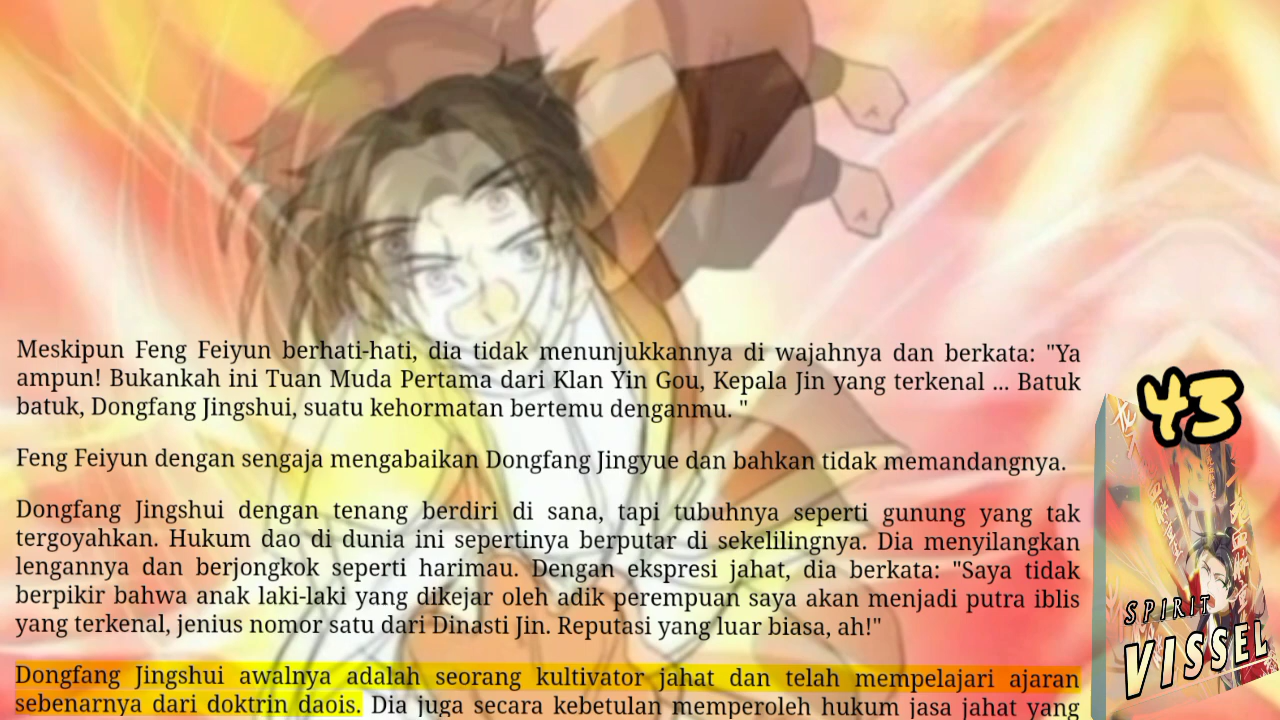 Meskipun Feng Feiyun berhati-hati, dia tidak menunjukkannya di wajahnya dan berkata: "Ya
ampun! Bukankah ini Tuan Muda Pertama dari Klan Yin Gou, Kepala Jin yang terkenal ... Batuk
batuk, Dongfang Jingshui, suatu kehormatan bertemu denganmu. "
Feng Feiyun dengan sengaja mengabaikan Dongfang Jingyue dan bahkan tidak memandangnya.
Dongfang Jingshui dengan tenang berdiri di sana, tapi tubuhnya seperti gunung yang tak
tergoyahkan. Hukum dao di dunia ini sepertinya berputar di sekelilingnya. Dia menyilangkan
lengannya dan berjongkok seperti harimau. Dengan ekspresi jahat, dia berkata: "Saya tidak
berpikir bahwa anak laki-laki yang dikejar oleh adik perempuan saya akan menjadi putra iblis
yang terkenal, jenius nomor satu dari Dinasti Jin. Reputasi yang luar biasa, ah!"
Dongfang Jingshui awalnya adalah seorang kultivator jahat dan telah mempelajari ajaran
sebenarnya dari doktrin daois. Dia juga secara kebetulan memperoleh hukum jasa jahat yang
43
SPIRIT
VISSEL